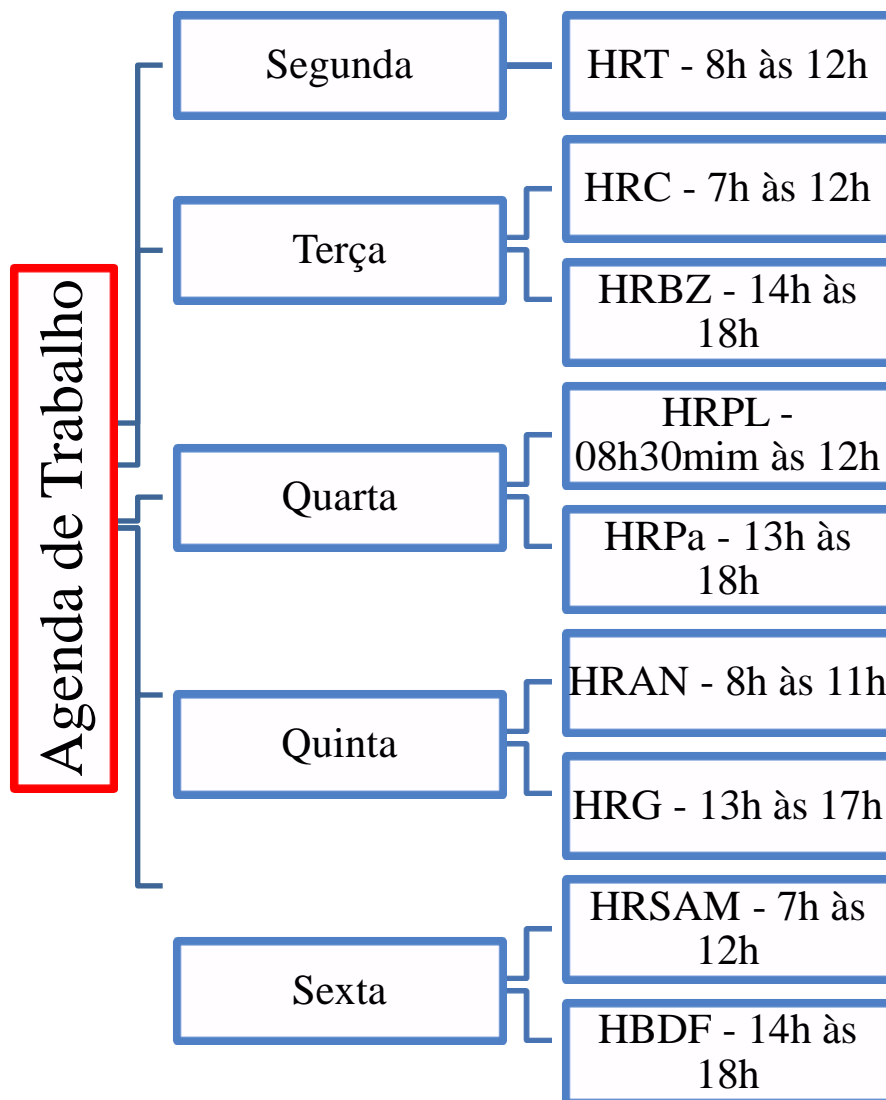 Agenda de Trabalho
Segunda
HRT - 8h às 12h
Terça
HRC - 7h às 12h
HRBZ - 14h às
18h
Quarta
HRPL -
08h30mim às 12h
HRPa - 13h às
18h
Quinta
HRAN - 8h às 11h
HRG - 13h às 17h
Sexta
HRSAM - 7h às
12h
HBDF - 14h às
18h